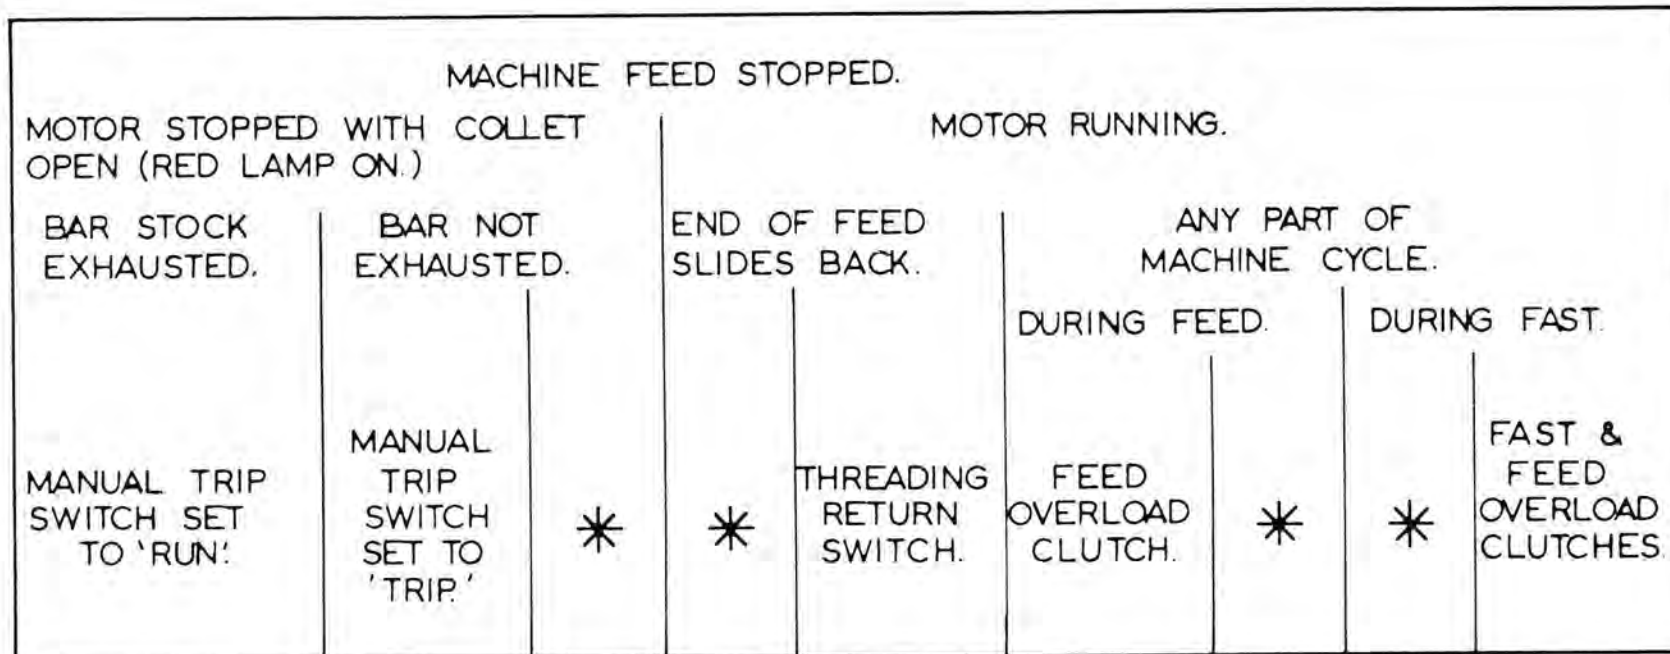 MACHINE FEED STOPPED.
MOTOR STOPPED WITH COLLET
OPEN (RED LAMP ON.)
MOTOR RUNNING.
BAR STOCK
EXHAUSTED.
BAR NOT
EXHAUSTED.
END OF FEED
SLIDES BACK.
ANY PART OF
MACHINE CYCLE.
DURING FEED.
DURING FAST.
MANUAL TRIP
SWITCH SET
TO 'RUN'.
MANUAL
TRIP
SWITCH
SET TO
'TRIP.'
*
*
THREADING
RETURN
SWITCH.
FEED
OVERLOAD
CLUTCH.
*
*
FAST &
FEED
OVERLOAD
CLUTCHES.